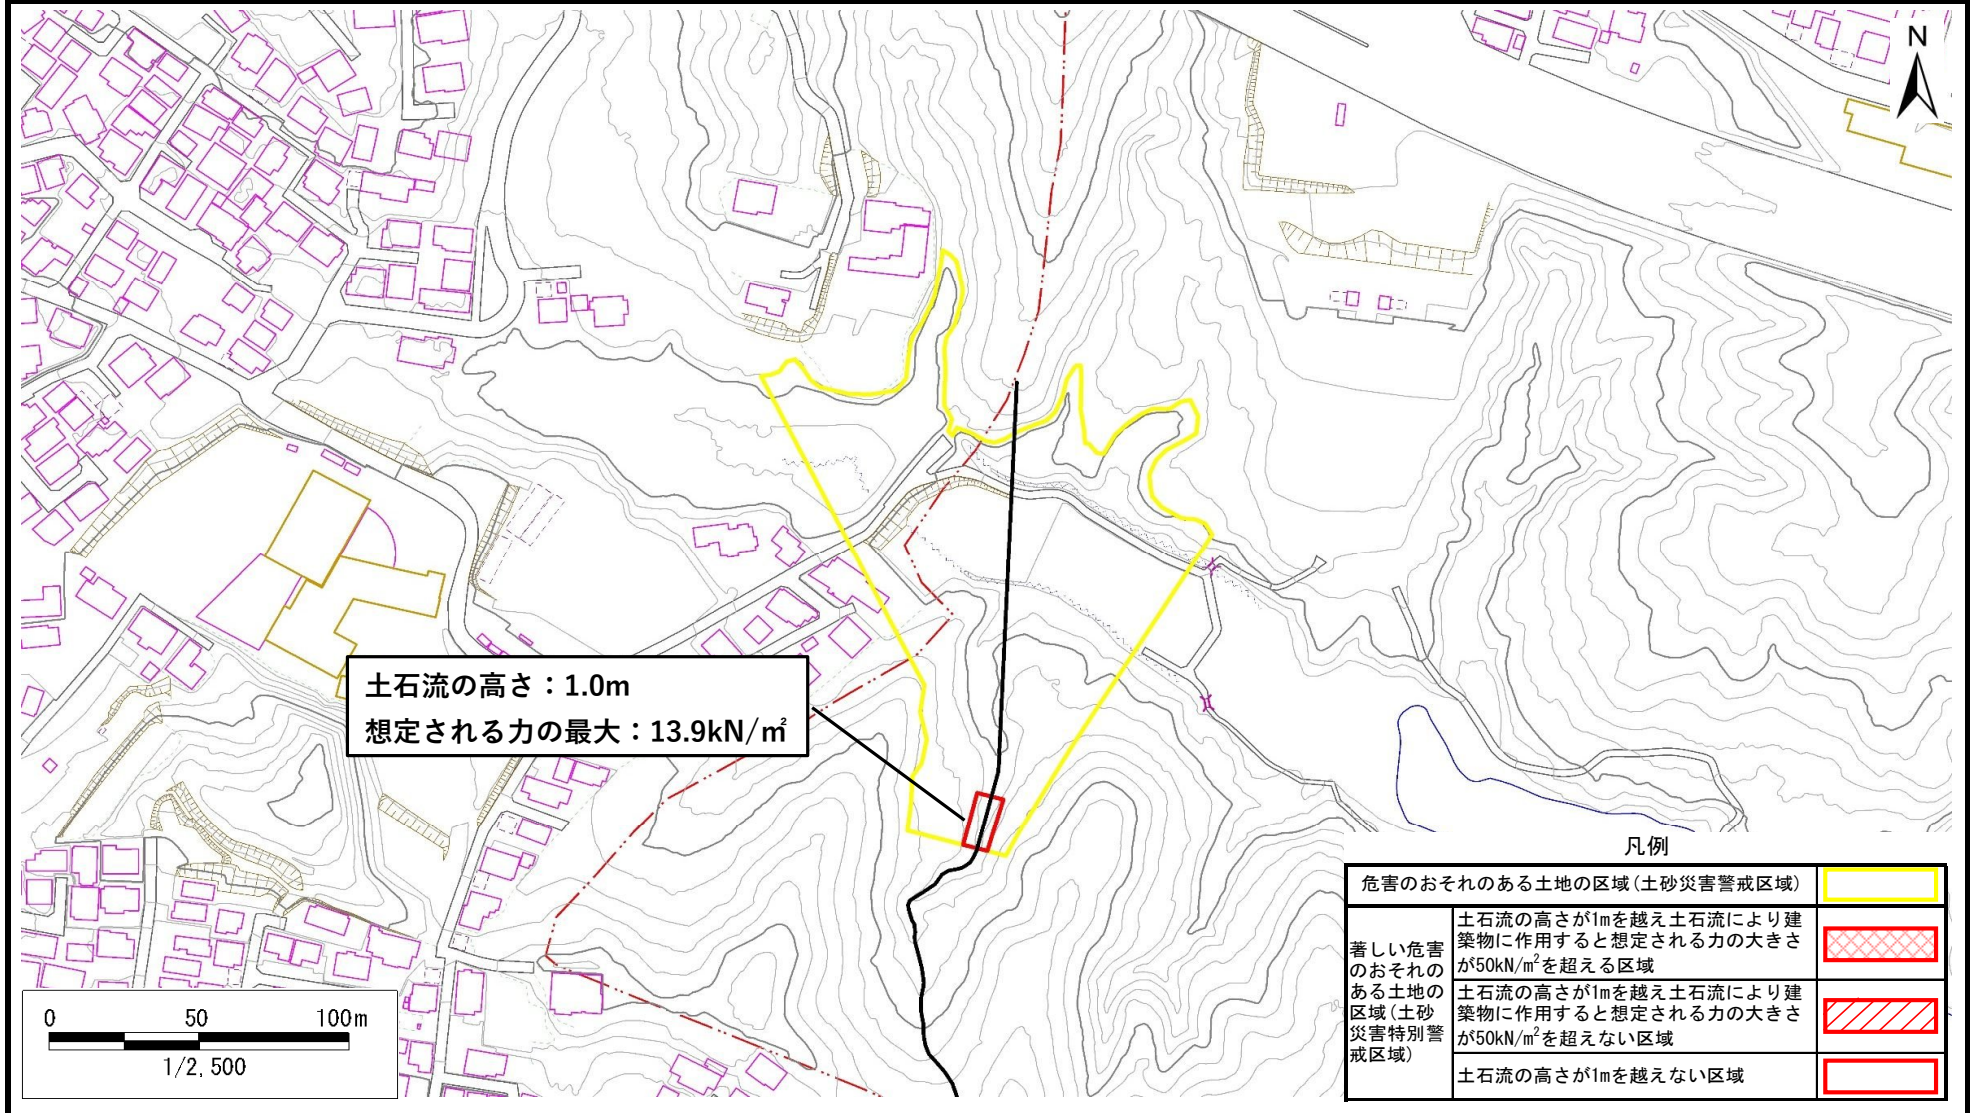 N
土石流の高さ：1.0m
想定される力の最大：13.9kN/㎡
凡例
危害のおそれのある土地の区域(土砂災害警戒区域)
著しい危害
のおそれの
ある土地の
区域(土砂
災害特別警
戒区域)
土石流の高さが1mを越え土石流により建
築物に作用すると想定される力の大きさ
が50kN/m²を超える区域
土石流の高さが1mを越え土石流により建
築物に作用すると想定される力の大きさ
が50kN/m²を超えない区域
土石流の高さが1mを越えない区域
0 50 100m
1/2,500